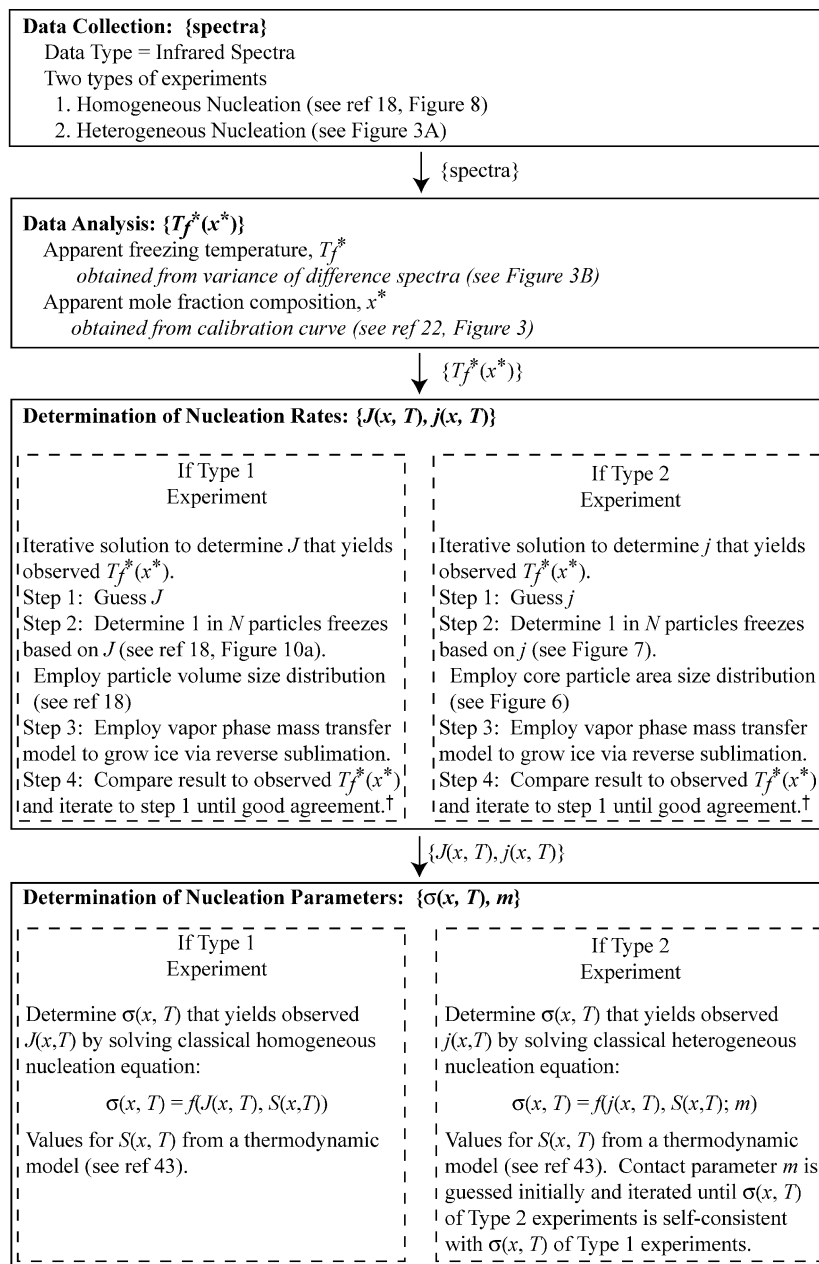 Data Collection: {spectra}
Data Type = Infrared Spectra
Two types of experiments
1. Homogeneous Nucleation (see ref 18, Figure 8)
2. Heterogeneous Nucleation (see Figure 3A)
{spectra}
Data Analysis: {Tf*(x*)}
Apparent freezing temperature, Tf*
obtained from variance of difference spectra (see Figure 3B)
Apparent mole fraction composition, x*
obtained from calibration curve (see ref 22, Figure 3)
{Tf*(x*)}
Determination of Nucleation Rates: {J(x, T), j(x, T)}
If Type 1
Experiment
Iterative solution to determine J that yields
observed Tf*(x*).
Step 1: Guess J
Step 2: Determine 1 in N particles freezes
based on J (see ref 18, Figure 10a).
Employ particle volume size distribution
(see ref 18)
Step 3: Employ vapor phase mass transfer
model to grow ice via reverse sublimation.
Step 4: Compare result to observed Tf*(x*)
and iterate to step 1 until good agreement.†
If Type 2
Experiment
Iterative solution to determine j that yields
observed Tf*(x*).
Step 1: Guess j
Step 2: Determine 1 in N particles freezes
based on j (see Figure 7).
Employ core particle area size distribution
(see Figure 6)
Step 3: Employ vapor phase mass transfer
model to grow ice via reverse sublimation.
Step 4: Compare result to observed Tf*(x*)
and iterate to step 1 until good agreement.†
{J(x, T), j(x, T)}
Determination of Nucleation Parameters: {σ(x, T), m}
If Type 1
Experiment
Determine σ(x, T) that yields observed
J(x,T) by solving classical homogeneous
nucleation equation:
σ(x, T) = f(J(x, T), S(x,T))
Values for S(x, T) from a thermodynamic
model (see ref 43).
If Type 2
Experiment
Determine σ(x, T) that yields observed
j(x,T) by solving classical heterogeneous
nucleation equation:
σ(x, T) = f(j(x, T), S(x,T); m)
Values for S(x, T) from a thermodynamic
model (see ref 43). Contact parameter m is
guessed initially and iterated until σ(x, T)
of Type 2 experiments is self-consistent
with σ(x, T) of Type 1 experiments.